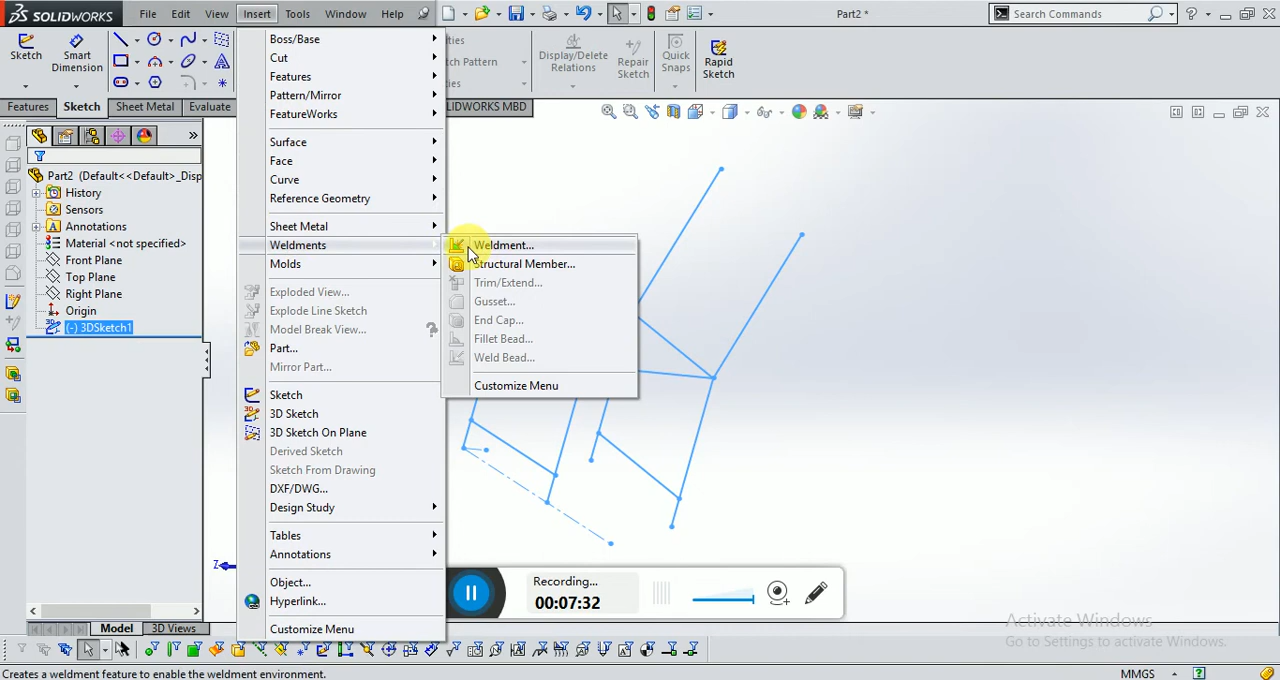 SOLIDWORKS File Edit View Insert Tools Window Help Part2 * Search Commands
Sketch
Smart Dimension
ties
tch Pattern
ies
Display/Delete Relations
Repair Sketch
Quick Snaps
Rapid Sketch
Features Sketch Sheet Metal Evaluate LIDWORKS MBD
Part2 (Default<<Default>_Disp
History
Sensors
Annotations
Material <not specified>
Front Plane
Top Plane
Right Plane
Origin
(-) 3DSketch1
Boss/Base
Cut
Features
Pattern/Mirror
FeatureWorks
Surface
Face
Curve
Reference Geometry
Sheet Metal
Weldments
Molds
Exploded View...
Explode Line Sketch
Model Break View...
Part...
Mirror Part...
Sketch
3D Sketch
3D Sketch On Plane
Derived Sketch
Sketch From Drawing
DXF/DWG...
Design Study
Tables
Annotations
Object...
Hyperlink...
Customize Menu
Weldment...
Structural Member...
Trim/Extend...
Gusset...
End Cap...
Fillet Bead...
Weld Bead...
Customize Menu
Z
Recording...
00:07:32
Activate Windows
Go to Settings to activate Windows.
Model 3D Views
Creates a weldment feature to enable the weldment environment. MMGS